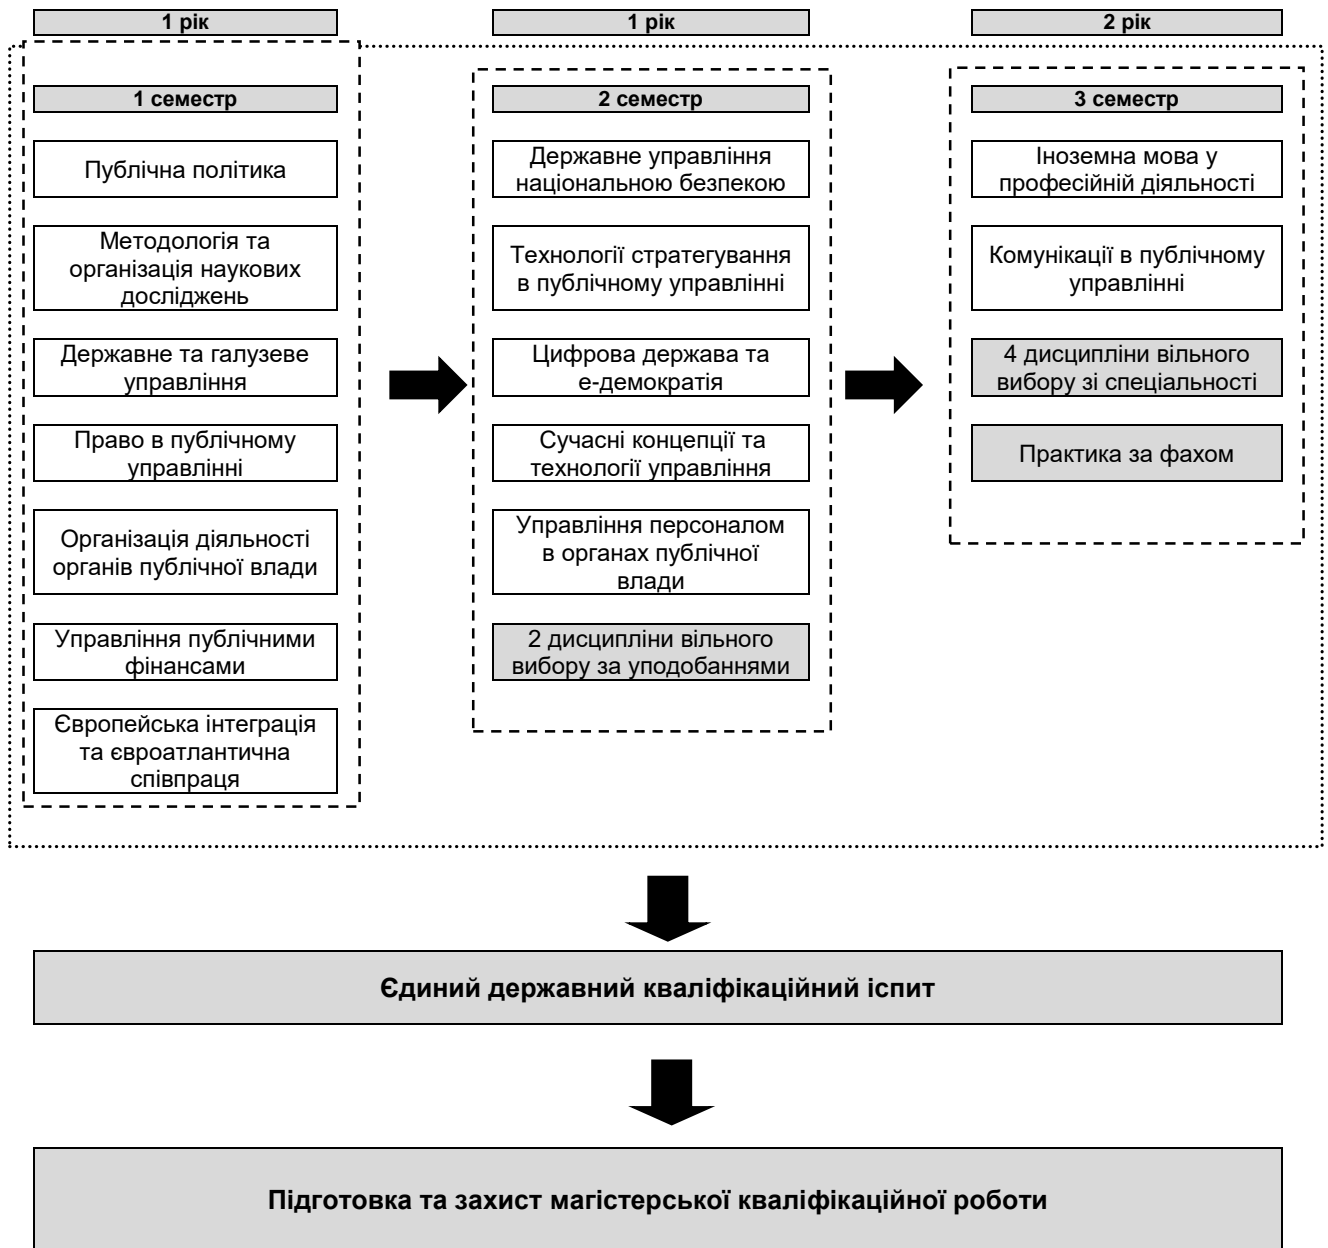 1 рік
1 семестр
Публічна політика
Методологія та
організація наукових
досліджень
Державне та галузеве
управління
Право в публічному
управлінні
Організація діяльності
органів публічної влади
Управління публічними
фінансами
Європейська інтеграція
та євроатлантична
співпраця
1 рік
2 семестр
Державне управління
національною безпекою
Технології стратегування
в публічному управлінні
Цифрова держава та
е-демократія
Сучасні концепції та
технології управління
Управління персоналом
в органах публічної
влади
2 дисципліни вільного
вибору за уподобаннями
2 рік
3 семестр
Іноземна мова у
професійній діяльності
Комунікації в публічному
управлінні
4 дисципліни вільного
вибору зі спеціальності
Практика за фахом
Єдиний державний кваліфікаційний іспит
Підготовка та захист магістерської кваліфікаційної роботи